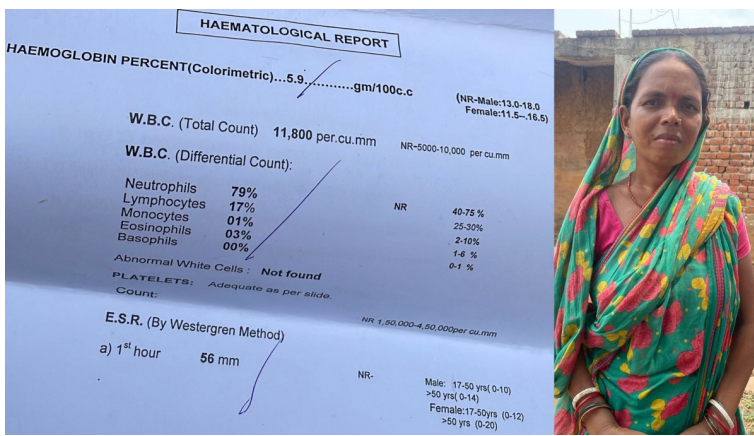 HAEMATOLOGICAL REPORT
HAEMOGLOBIN PERCENT(Colorimetric)...5.9............gm/100c.c (NR-Male:13.0-18.0
Female:11.5--.16.5)
W.B.C. (Total Count) 11,800 per.cu.mm NR~5000-10,000 per cu.mm
W.B.C. (Differential Count):
Neutrophils 79% NR 40-75 %
Lymphocytes 17% 25-30%
Monocytes 01% 2-10%
Eosinophils 03% 1-6 %
Basophils 00% 0-1 %
Abnormal White Cells : Not found
PLATELETS: Adequate as per slide.
Count: NR 1,50,000-4,50,000per cu.mm
E.S.R. (By Westergren Method)
a) 1st hour 56 mm NR- Male: 17-50 yrs( 0-10)
>50 yrs( 0-14)
Female:17-50yrs (0-12)
>50 yrs (0-20)